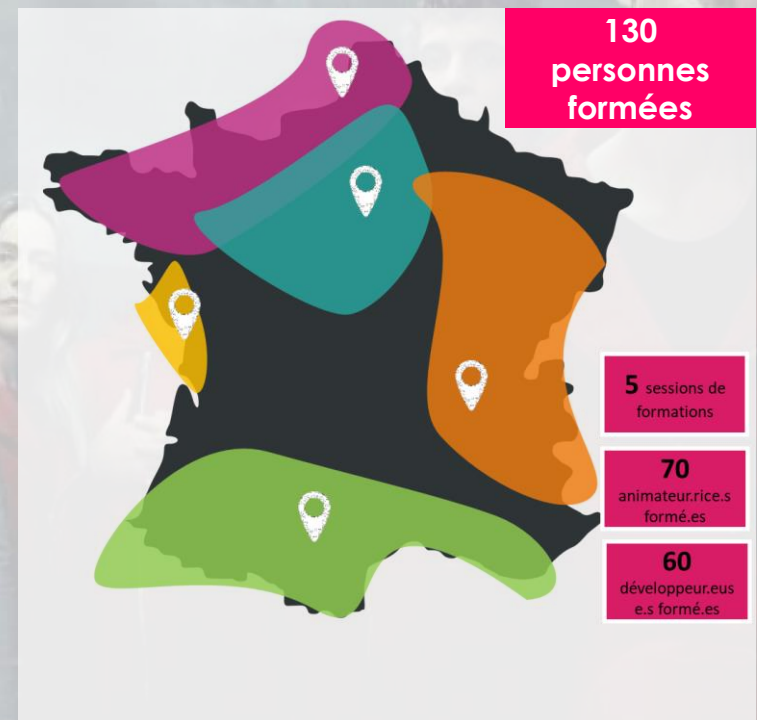 130
personnes
formées
5 sessions de
formations
70
animateur.rice.s
formé.es
60
développeur.eus
e.s formé.es